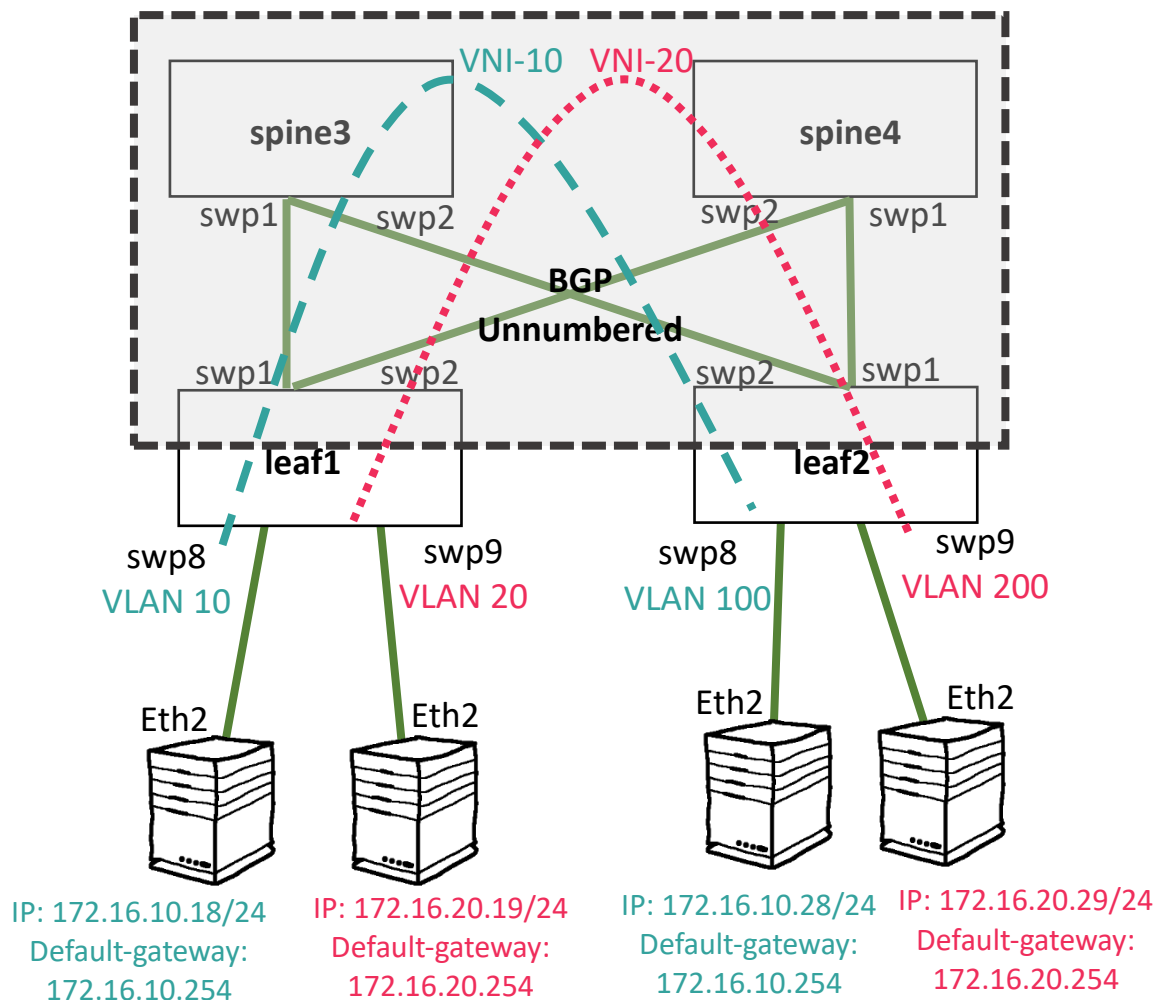 VNI-10 VNI-20
spine3 spine4
swp1 swp2 swp2 swp1
BGP
Unnumbered
swp1 swp2 swp2 swp1
leaf1 leaf2
swp8 swp9 swp8 swp9
VLAN 10 VLAN 20 VLAN 100 VLAN 200
Eth2 Eth2 Eth2 Eth2
IP: 172.16.10.18/24
Default-gateway:
172.16.10.254
IP: 172.16.20.19/24
Default-gateway:
172.16.20.254
IP: 172.16.10.28/24
Default-gateway:
172.16.10.254
IP: 172.16.20.29/24
Default-gateway:
172.16.20.254